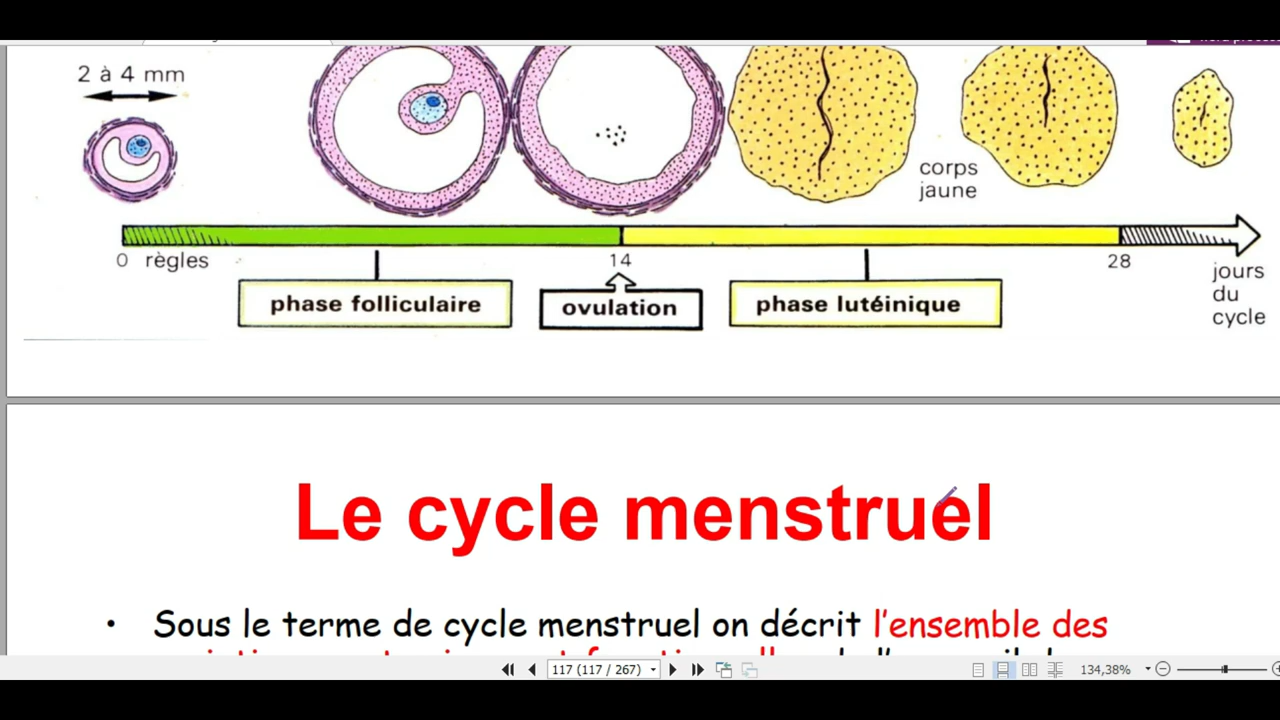 2 à 4 mm
corps
jaune
0 règles 14 28
jours
du
cycle
phase folliculaire
ovulation
phase lutéinique
Le cycle menstruel
• Sous le terme de cycle menstruel on décrit l'ensemble des
117 (117 / 267)
134,38%